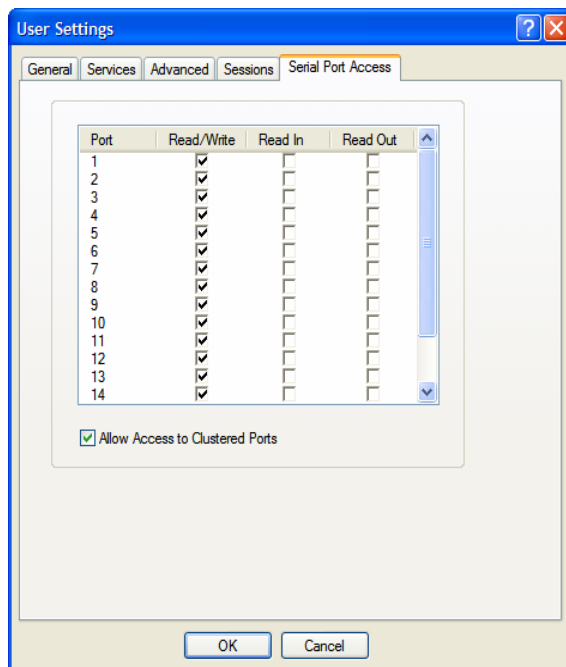 User Settings
General Services Advanced Sessions Serial Port Access
Port Read/Write Read In Read Out
1
2
3
4
5
6
7
8
9
10
11
12
13
14
Allow Access to Clustered Ports
OK Cancel